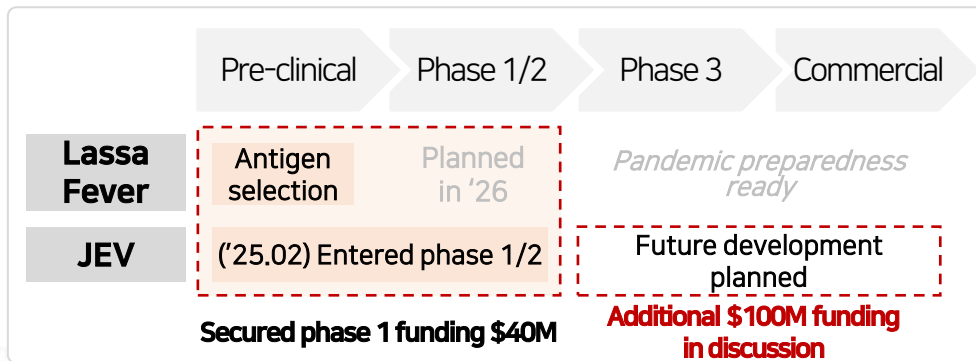 Pre-clinical
Phase 1/2
Phase 3
Commercial
Lassa
Fever
Antigen
selection
Planned
in ‘26
Pandemic preparedness
ready
JEV
(’25.02) Entered phase 1/2
Future development
planned
Secured phase 1 funding $40M
Additional $100M funding
in discussion